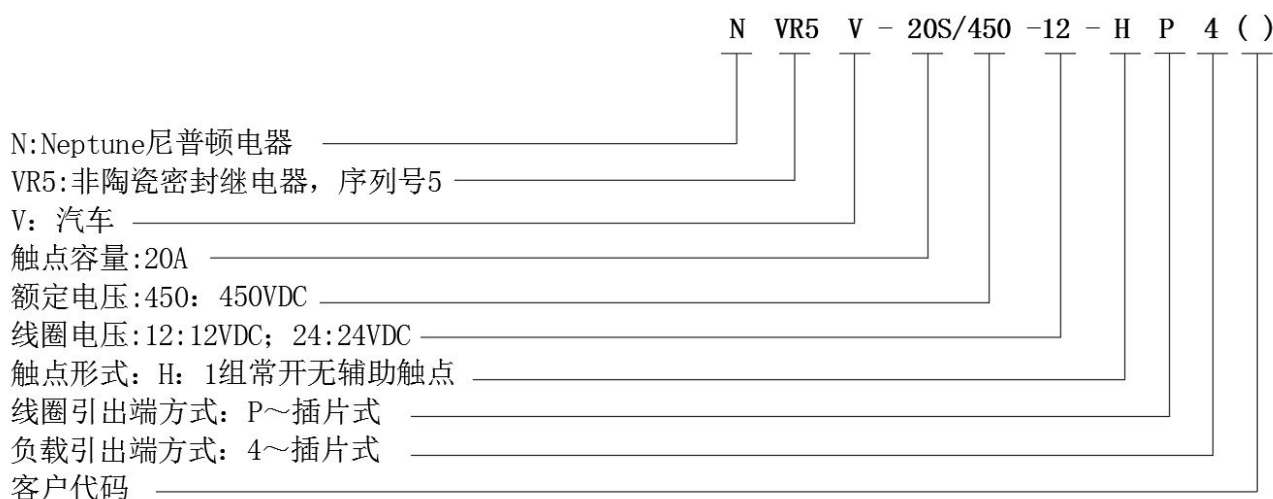 N VR5 V - 20S/450 -12 - H P 4 ( )
N:Neptune尼普顿电器
VR5:非陶瓷密封继电器，序列号5
V：汽车
触点容量:20A
额定电压:450：450VDC
线圈电压:12:12VDC；24:24VDC
触点形式：H：1组常开无辅助触点
线圈引出端方式：P～插片式
负载引出端方式：4～插片式
客户代码